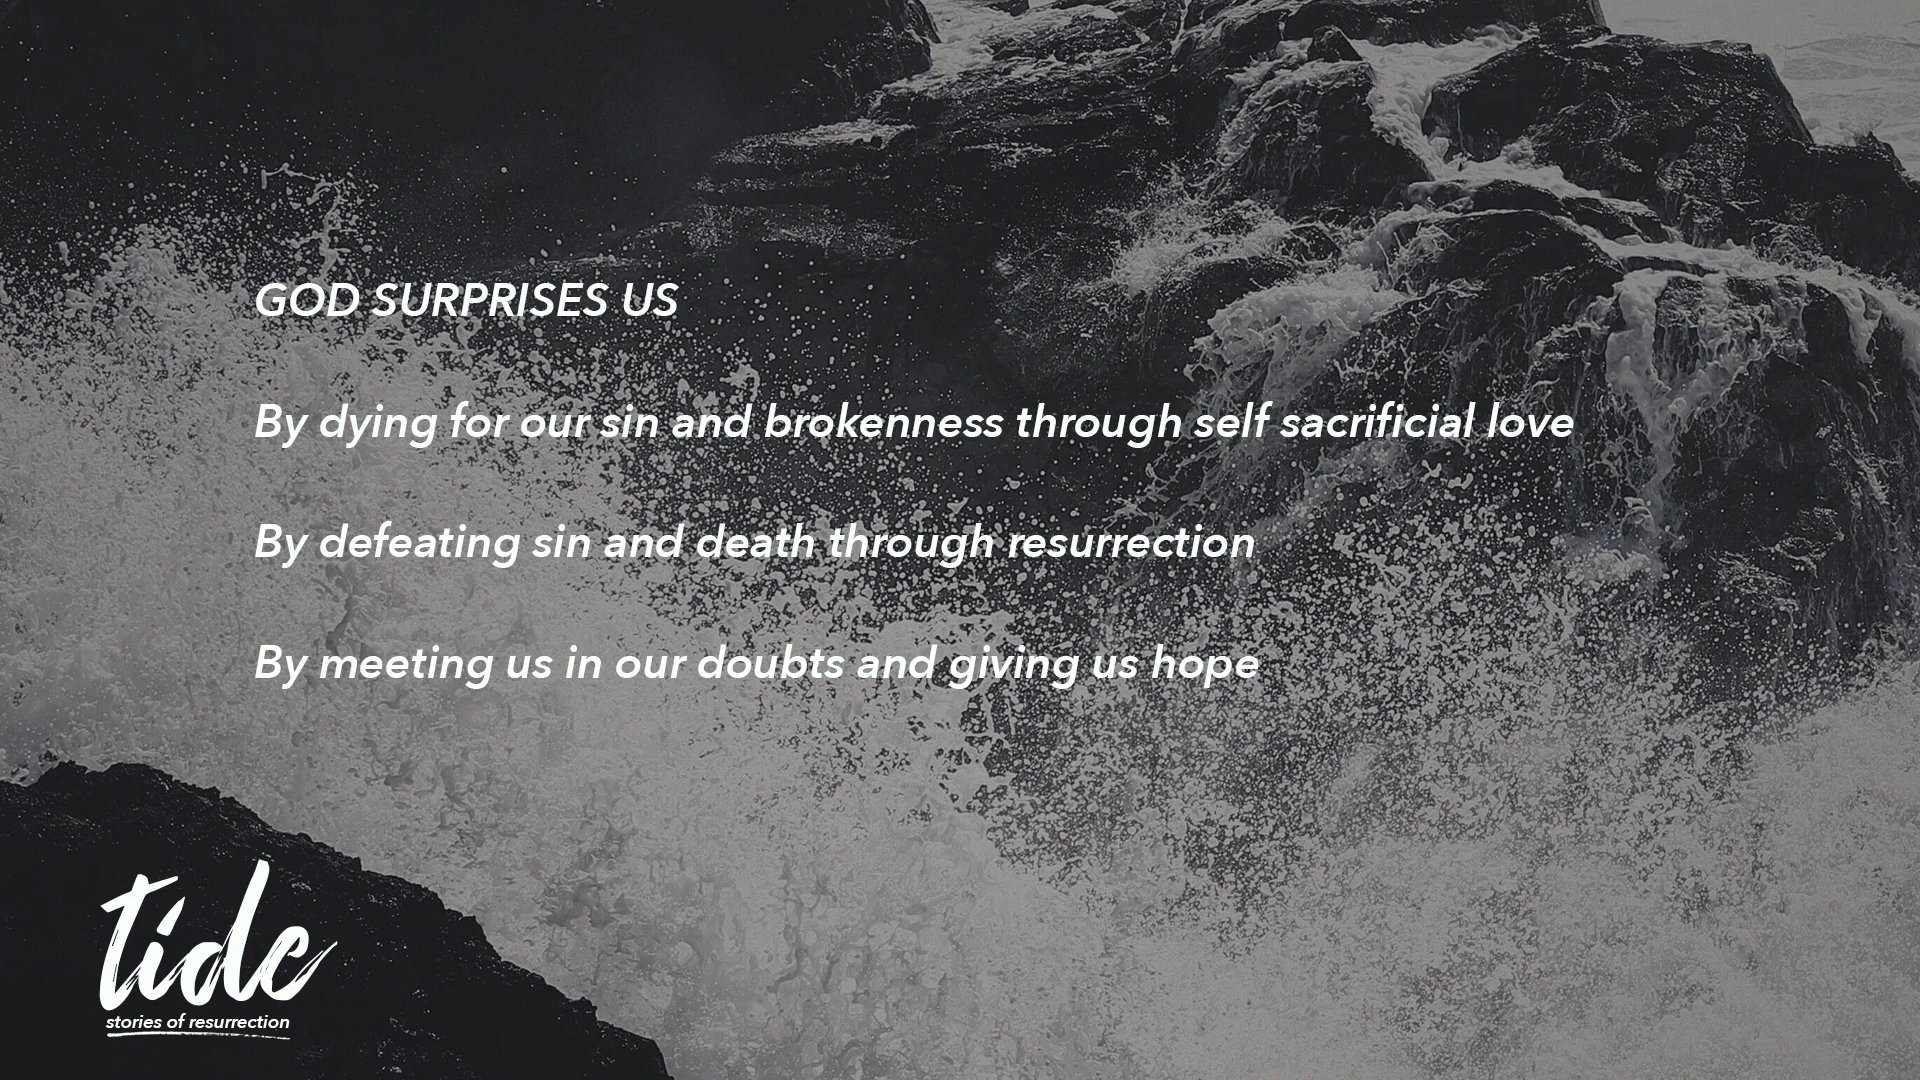 GOD SURPRISES US
By dying for our sin and brokenness through self sacrificial love
By defeating sin and death through resurrection
By meeting us in our doubts and giving us hope
tide
stories of resurrection